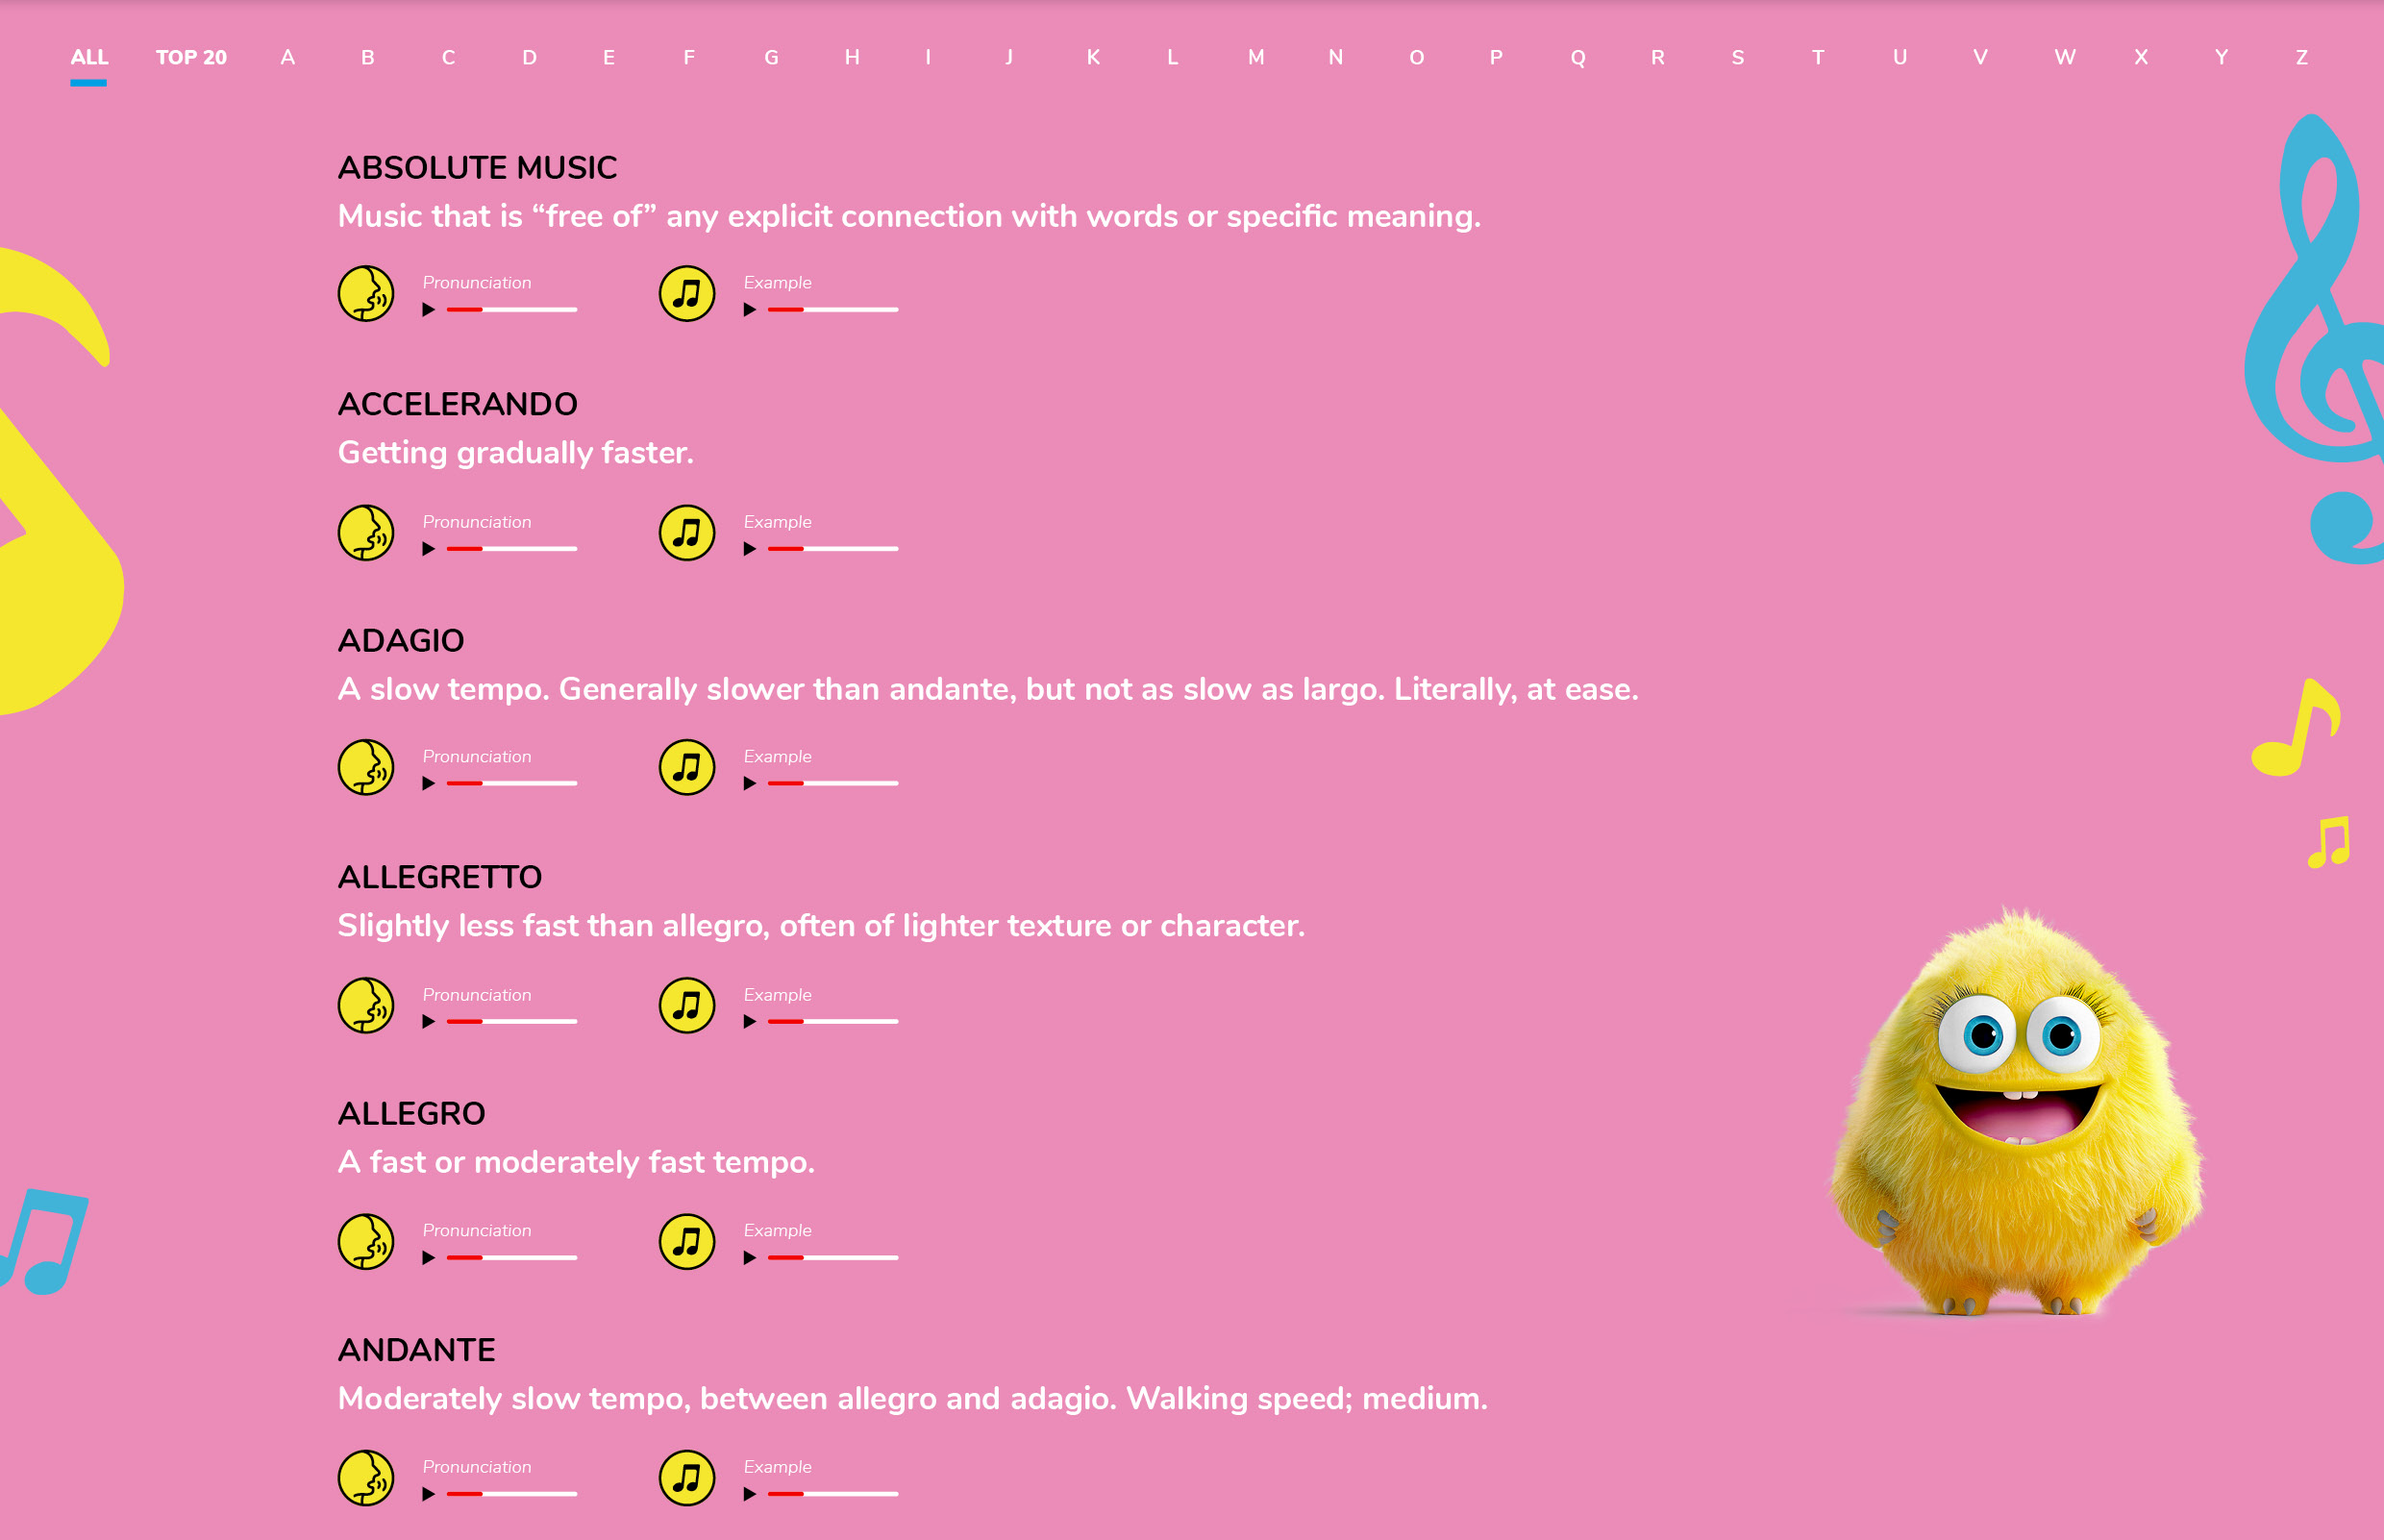 ALL TOP 20 A B C D E F G H I J K L M N O P Q R S T U V W X Y Z
ABSOLUTE MUSIC
Music that is “free of” any explicit connection with words or specific meaning.
Pronunciation Example
ACCELERANDO
Getting gradually faster.
Pronunciation Example
ADAGIO
A slow tempo. Generally slower than andante, but not as slow as largo. Literally, at ease.
Pronunciation Example
ALLEGRETTO
Slightly less fast than allegro, often of lighter texture or character.
Pronunciation Example
ALLEGRO
A fast or moderately fast tempo.
Pronunciation Example
ANDANTE
Moderately slow tempo, between allegro and adagio. Walking speed; medium.
Pronunciation Example